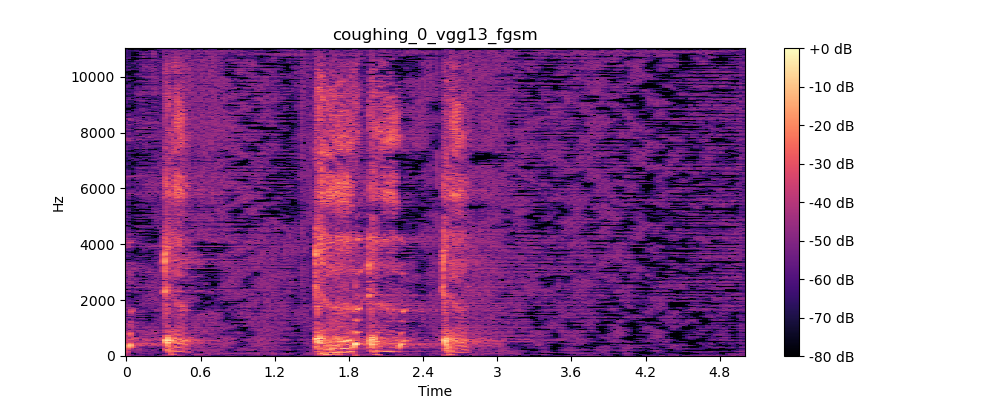 coughing_0_vgg13_fgsm
10000
8000
6000
4000
2000
0
Hz
0 0.6 1.2 1.8 2.4 3 3.6 4.2 4.8
Time
+0 dB
-10 dB
-20 dB
-30 dB
-40 dB
-50 dB
-60 dB
-70 dB
-80 dB